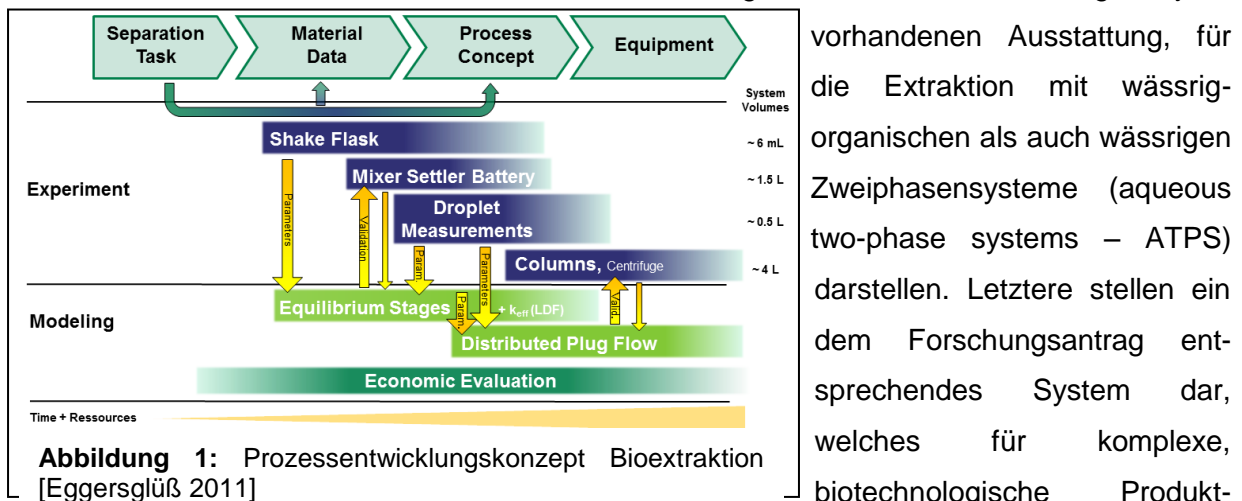 Separation
Task
Material
Data
Process
Concept
Equipment
System
Volumes
Shake Flask
~ 6 mL
Experiment
Mixer Settler Battery
~ 1.5 L
Droplet
Measurements
~ 0.5 L
Columns, Centrifuge
~ 4 L
Parameters
Validation
Param.
Parameters
Param.
Valid.
Modeling
Equilibrium Stages
+ keff (LDF)
Distributed Plug Flow
Economic Evaluation
Time + Ressources
Abbildung 1: Prozessentwicklungskonzept Bioextraktion
[Eggersglüß 2011]
vorhandenen Ausstattung, für
die Extraktion mit wässrig-
organischen als auch wässrigen
Zweiphasensysteme (aqueous
two-phase systems – ATPS)
darstellen. Letztere stellen ein
dem Forschungsantrag ent-
sprechendes System dar,
welches für komplexe,
biotechnologische Produkt-